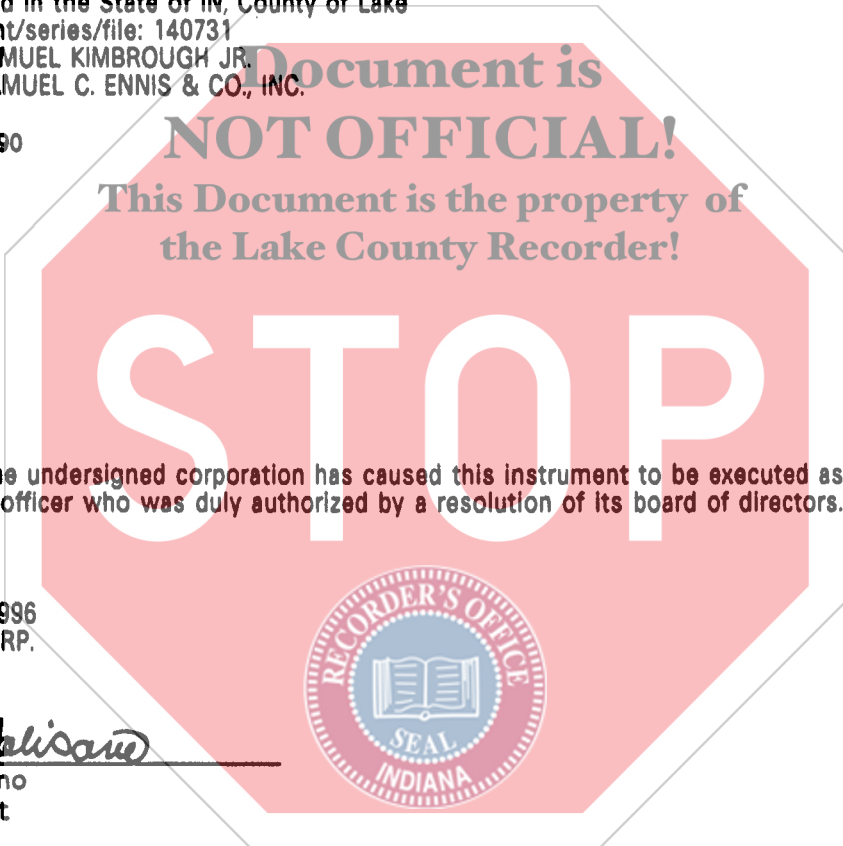 d in the State of IN, County of Lake
nt/series/file: 140731
MUEL KIMBROUGH JR.
MUEL C. ENNIS & CO., INC.
90
Document is
NOT OFFICIAL!
This Document is the property of
the Lake County Recorder!
STOP
e undersigned corporation has caused this instrument to be executed as
officer who was duly authorized by a resolution of its board of directors.
996
RP.
no
t
RECORDER'S OFFICE
SEAL
INDIANA